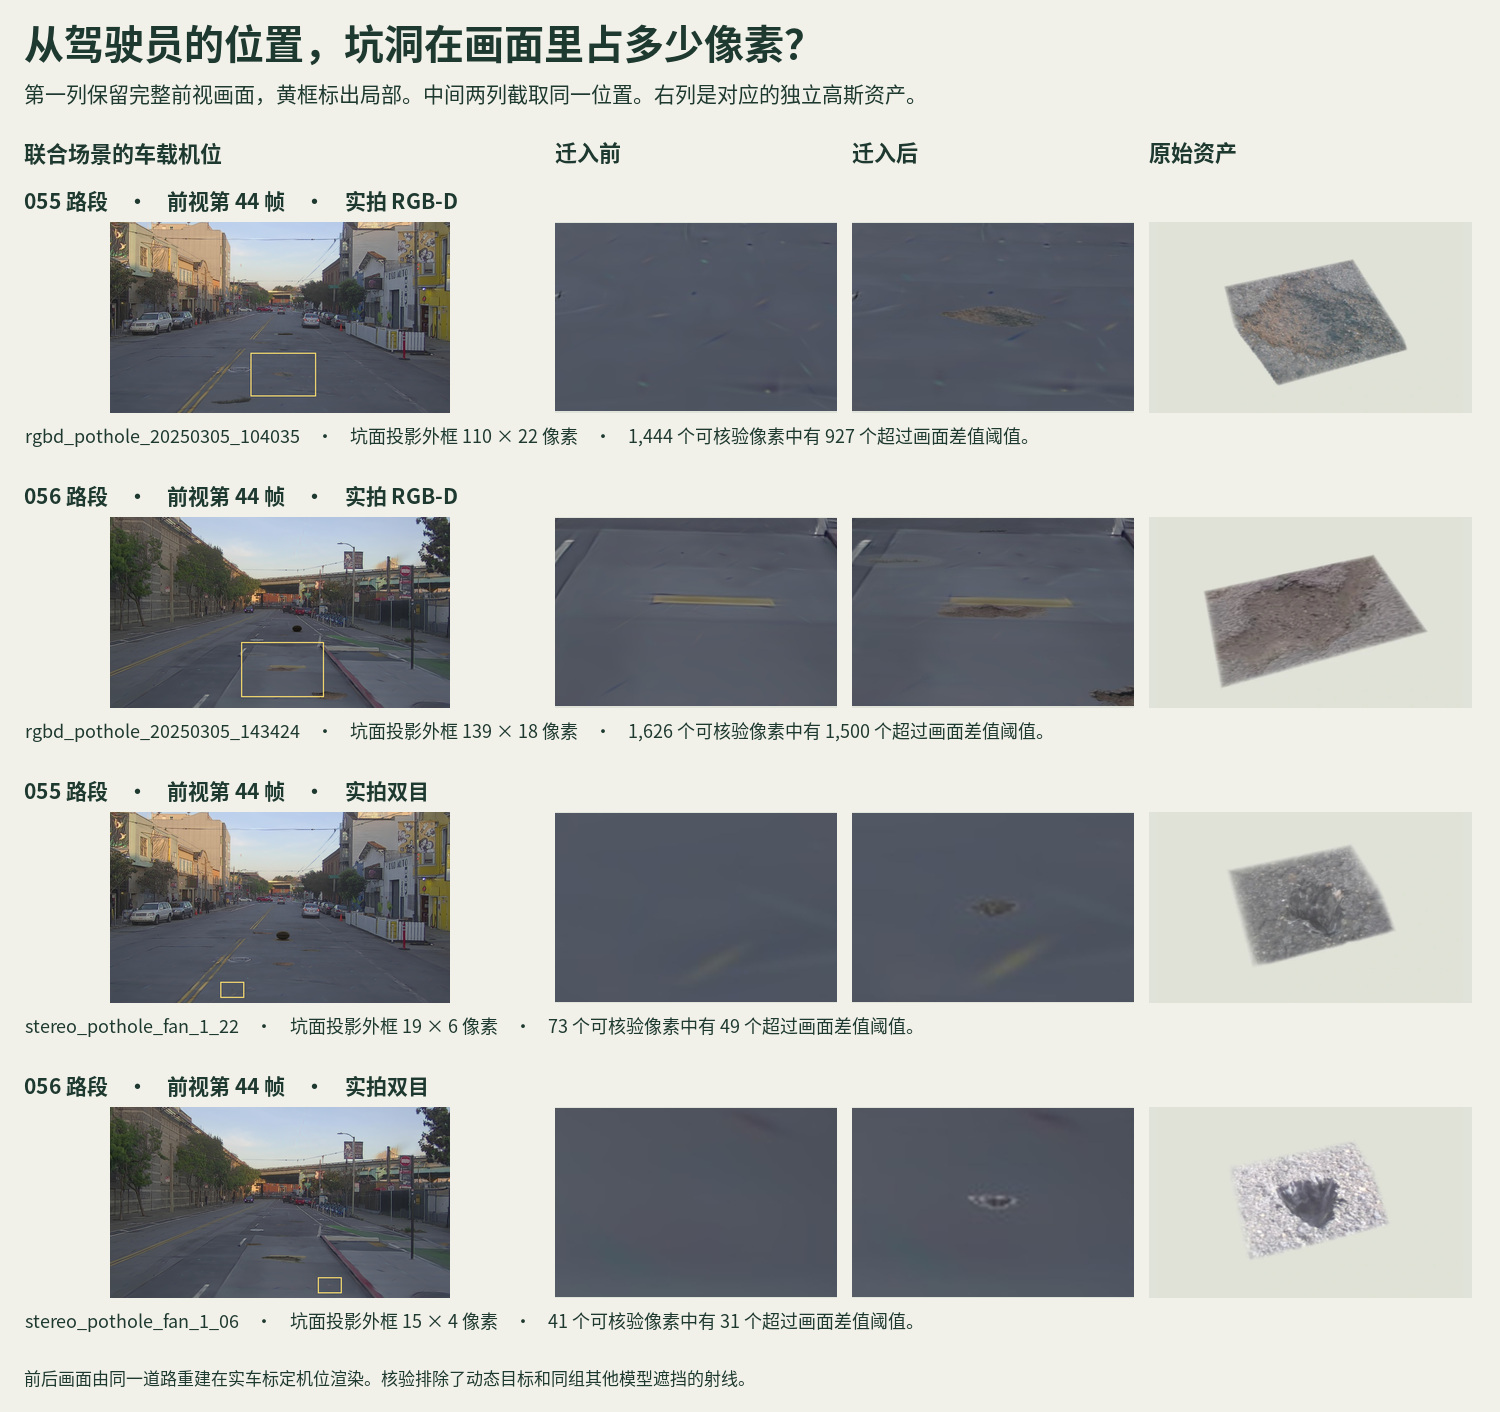 从驾驶员的位置，坑洞在画面里占多少像素？
第一列保留完整前视画面，黄框标出局部。中间两列截取同一位置。右列是对应的独立高斯资产。
联合场景的车载机位
迁入前
迁入后
原始资产
055 路段 • 前视第 44 帧 • 实拍 RGB-D
rgbd_pothole_20250305_104035 • 坑面投影外框 110 × 22 像素 • 1,444 个可核验像素中有 927 个超过画面差值阈值。
056 路段 • 前视第 44 帧 • 实拍 RGB-D
rgbd_pothole_20250305_143424 • 坑面投影外框 139 × 18 像素 • 1,626 个可核验像素中有 1,500 个超过画面差值阈值。
055 路段 • 前视第 44 帧 • 实拍双目
stereo_pothole_fan_1_22 • 坑面投影外框 19 × 6 像素 • 73 个可核验像素中有 49 个超过画面差值阈值。
056 路段 • 前视第 44 帧 • 实拍双目
stereo_pothole_fan_1_06 • 坑面投影外框 15 × 4 像素 • 41 个可核验像素中有 31 个超过画面差值阈值。
前后画面由同一道路重建在实车标定机位渲染。核验排除了动态目标和同组其他模型遮挡的射线。